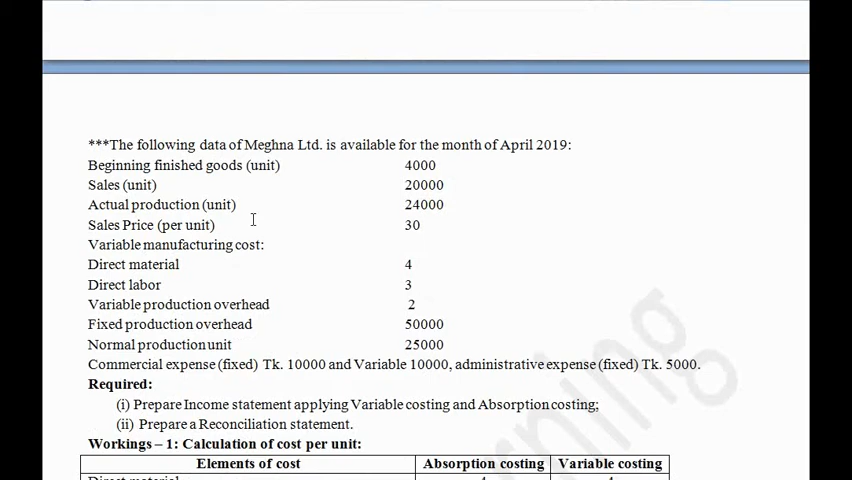 ***The following data of Meghna Ltd. is available for the month of April 2019:
Beginning finished goods (unit) 4000
Sales (unit) 20000
Actual production (unit) 24000
Sales Price (per unit) 30
Variable manufacturing cost:
Direct material 4
Direct labor 3
Variable production overhead 2
Fixed production overhead 50000
Normal production unit 25000
Commercial expense (fixed) Tk. 10000 and Variable 10000, administrative expense (fixed) Tk. 5000.
Required:
(i) Prepare Income statement applying Variable costing and Absorption costing;
(ii) Prepare a Reconciliation statement.
Workings – 1: Calculation of cost per unit:
Elements of cost Absorption costing Variable costing
Direct material 4 4